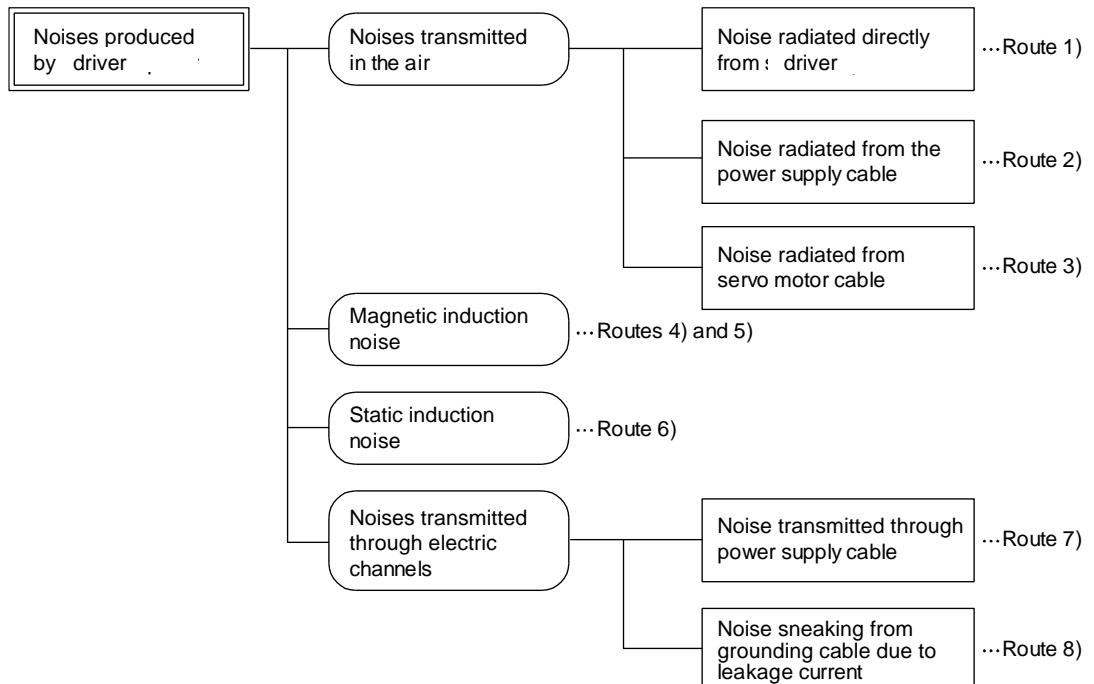 Noises produced
by driver
Noises transmitted
in the air
Noise radiated directly
from driver
...Route 1)
Noise radiated from the
power supply cable
...Route 2)
Noise radiated from
servo motor cable
...Route 3)
Magnetic induction
noise
...Routes 4) and 5)
Static induction
noise
...Route 6)
Noises transmitted
through electric
channels
Noise transmitted through
power supply cable
...Route 7)
Noise sneaking from
grounding cable due to
leakage current
...Route 8)